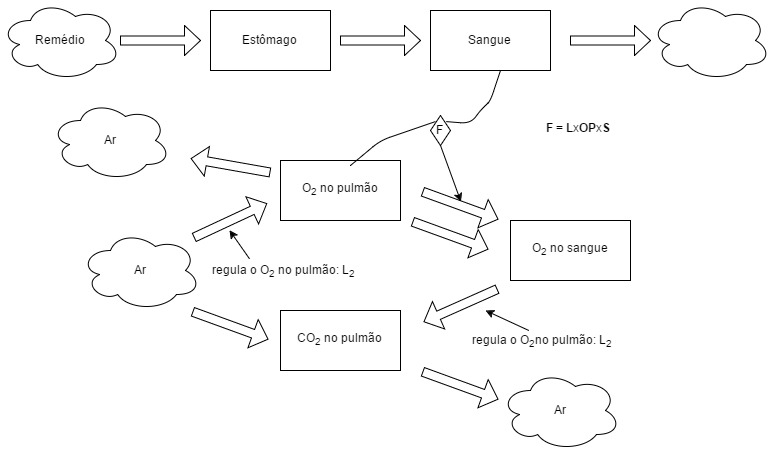 Remédio
Estômago
Sangue
F
F = LxOPxS
Ar
O₂ no pulmão
O₂ no sangue
Ar
regula o O₂ no pulmão: L₂
CO₂ no pulmão
regula o O₂no pulmão: L₂
Ar